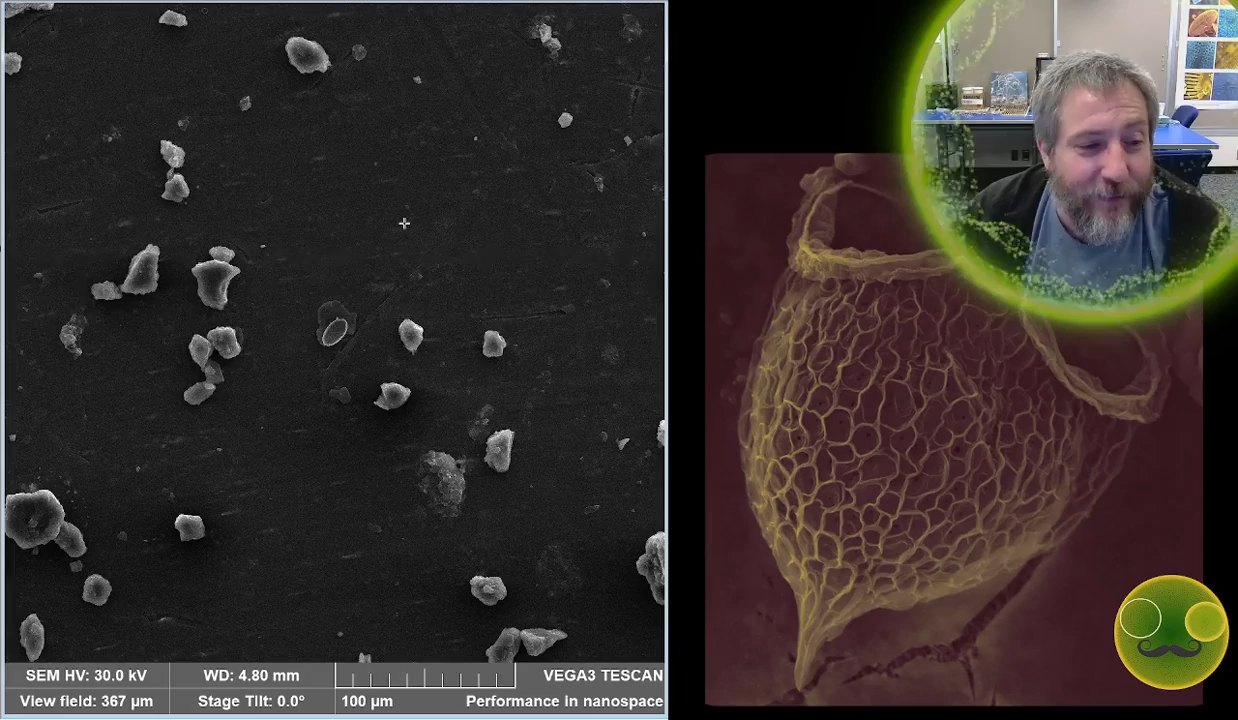 SEM HV: 30.0 kV WD: 4.80 mm VEGA3 TESCAN
View field: 367 µm Stage Tilt: 0.0° 100 µm Performance in nanospace